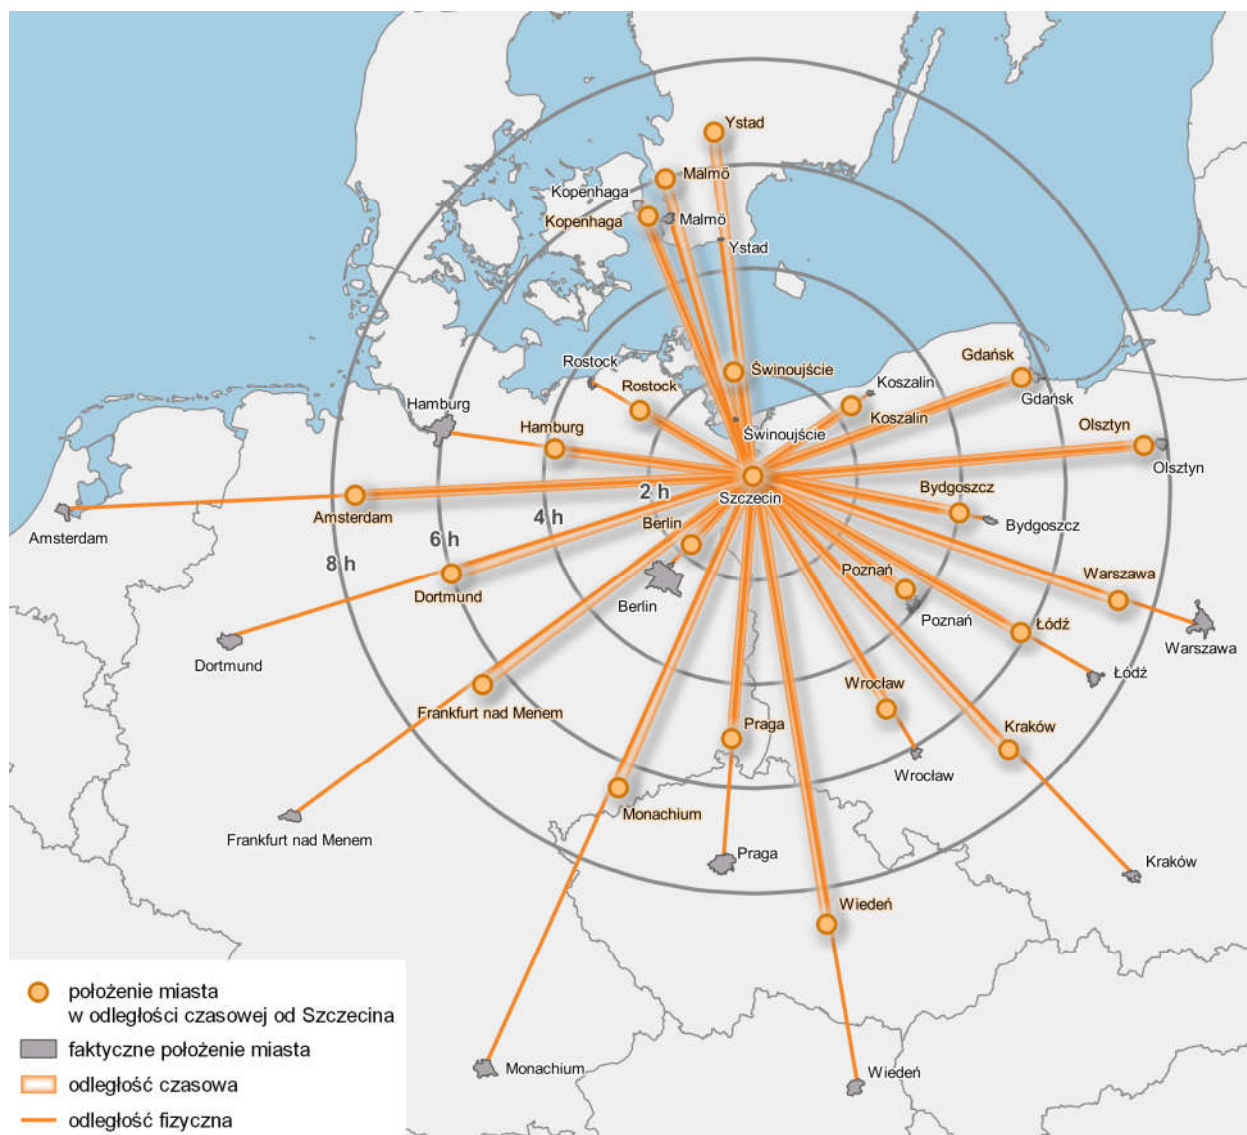 Ystad
Malmö
Kopenhaga
Kopenhaga
Malmö
Ystad
Rostock
Świnoujście
Gdańsk
Koszalin
Gdańsk
Rostock
Hamburg
Koszalin
Hamburg
Świnoujście
Olsztyn
Olsztyn
Bydgoszcz
2 h
Szczecin
Amsterdam
4 h
Berlin
Bydgoszcz
Amsterdam
6 h
8 h
Poznań
Warszawa
Dortmund
Berlin
Poznań
Łódź
Warszawa
Dortmund
Łódź
Wrocław
Frankfurt nad Menem
Praga
Kraków
Wrocław
Monachium
Frankfurt nad Menem
Praga
Kraków
Wiedeń
Monachium
Wiedeń
położenie miasta
w odległości czasowej od Szczecina
faktyczne położenie miasta
odległość czasowa
odległość fizyczna